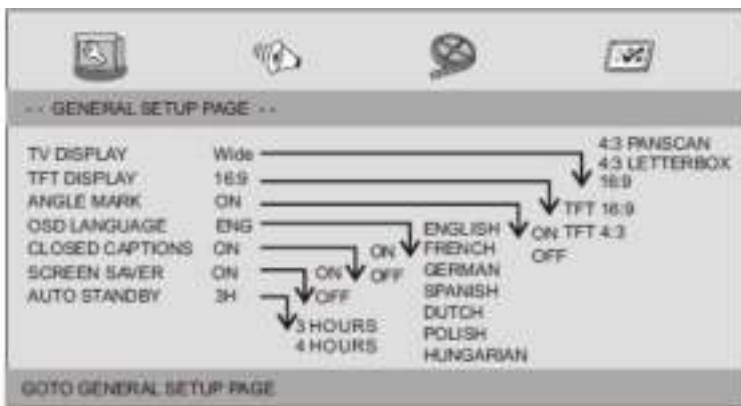 - - GENERAL SETUP PAGE - -
TV DISPLAY Wide
TFT DISPLAY 16:9
ANGLE MARK ON
OSD LANGUAGE ENG
CLOSED CAPTIONS ON
SCREEN SAVER ON
AUTO STANDBY 3H
4:3 PANSCAN
4:3 LETTERBOX
16:9
TFT 16:9
TFT 4:3
ON
OFF
ENGLISH
FRENCH
GERMAN
SPANISH
DUTCH
POLISH
HUNGARIAN
ON
OFF
ON
OFF
3 HOURS
4 HOURS
GOTO GENERAL SETUP PAGE